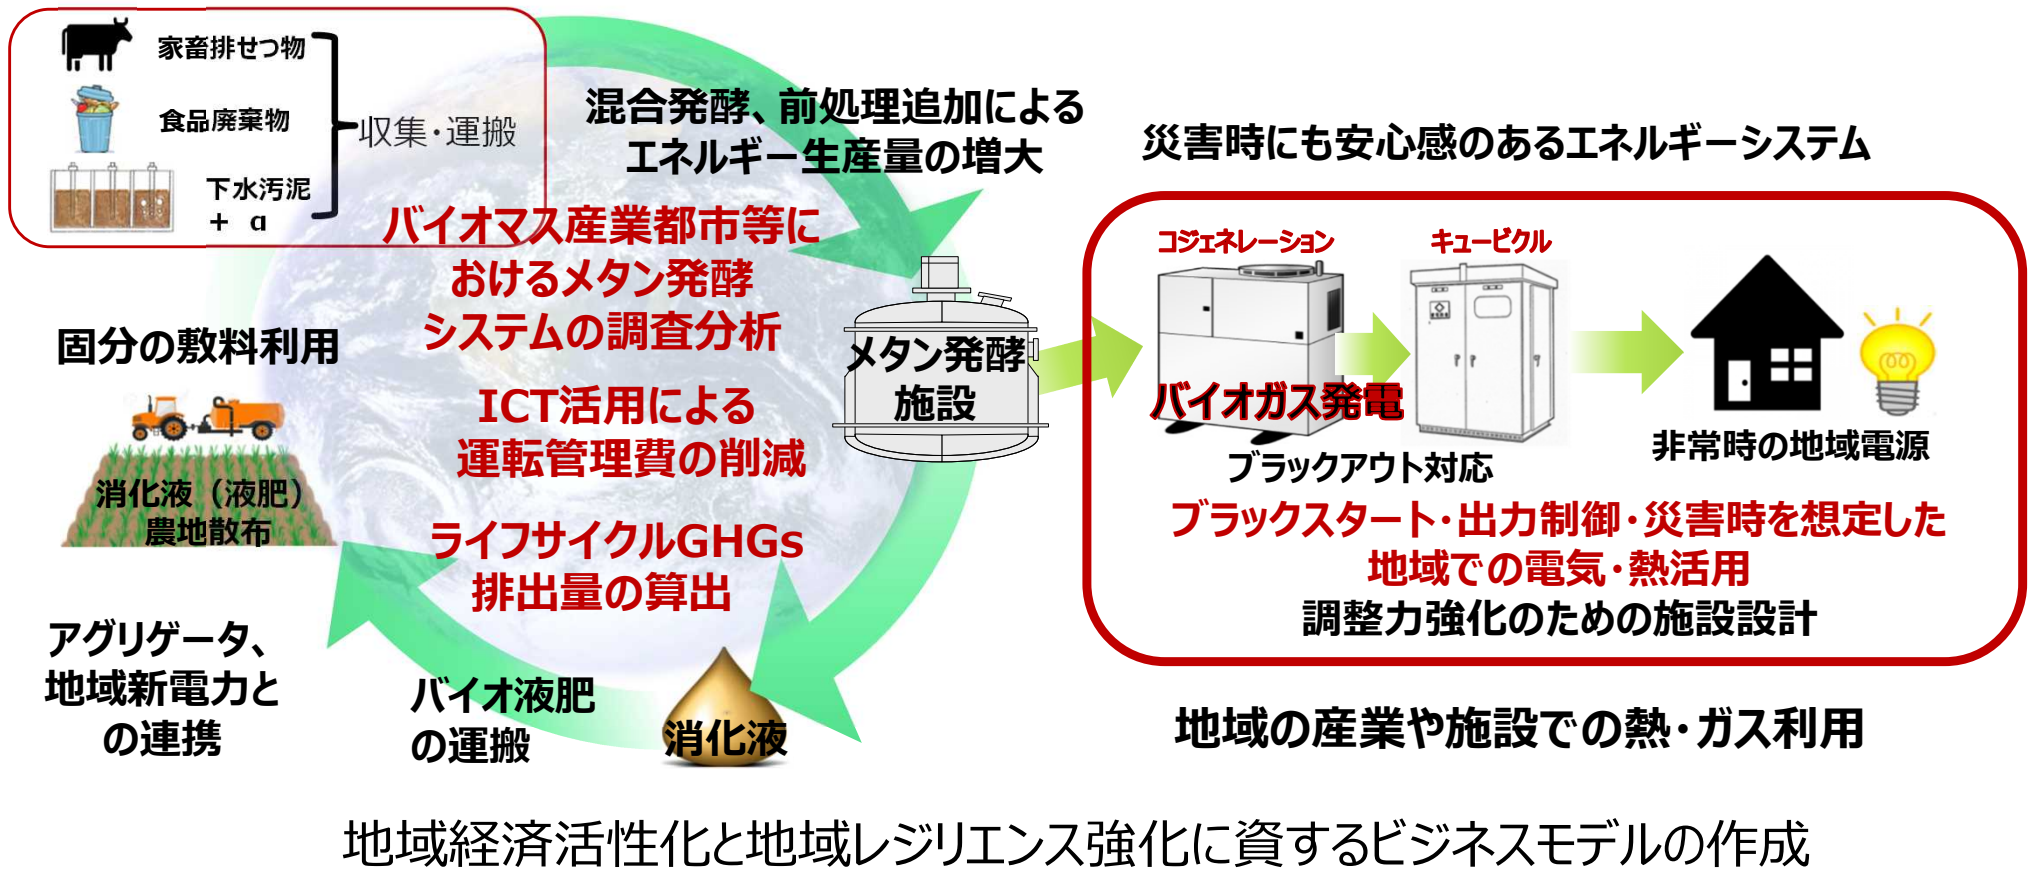 家畜排せつ物
食品廃棄物
下水汚泥
+ α
収集・運搬
混合発酵、前処理追加による
エネルギー生産量の増大
バイオマス産業都市等に
おけるメタン発酵
システムの調査分析
ICT活用による
運転管理費の削減
ライフサイクルGHGs
排出量の算出
メタン発酵
施設
固分の敷料利用
消化液（液肥）
農地散布
アグリゲータ、
地域新電力と
の連携
バイオ液肥
の運搬
消化液
災害時にも安心感のあるエネルギーシステム
コジェネレーション
キュービクル
バイオガス発電
ブラックアウト対応
非常時の地域電源
ブラックスタート・出力制御・災害時を想定した
地域での電気・熱活用
調整力強化のための施設設計
地域の産業や施設での熱・ガス利用
地域経済活性化と地域レジリエンス強化に資するビジネスモデルの作成